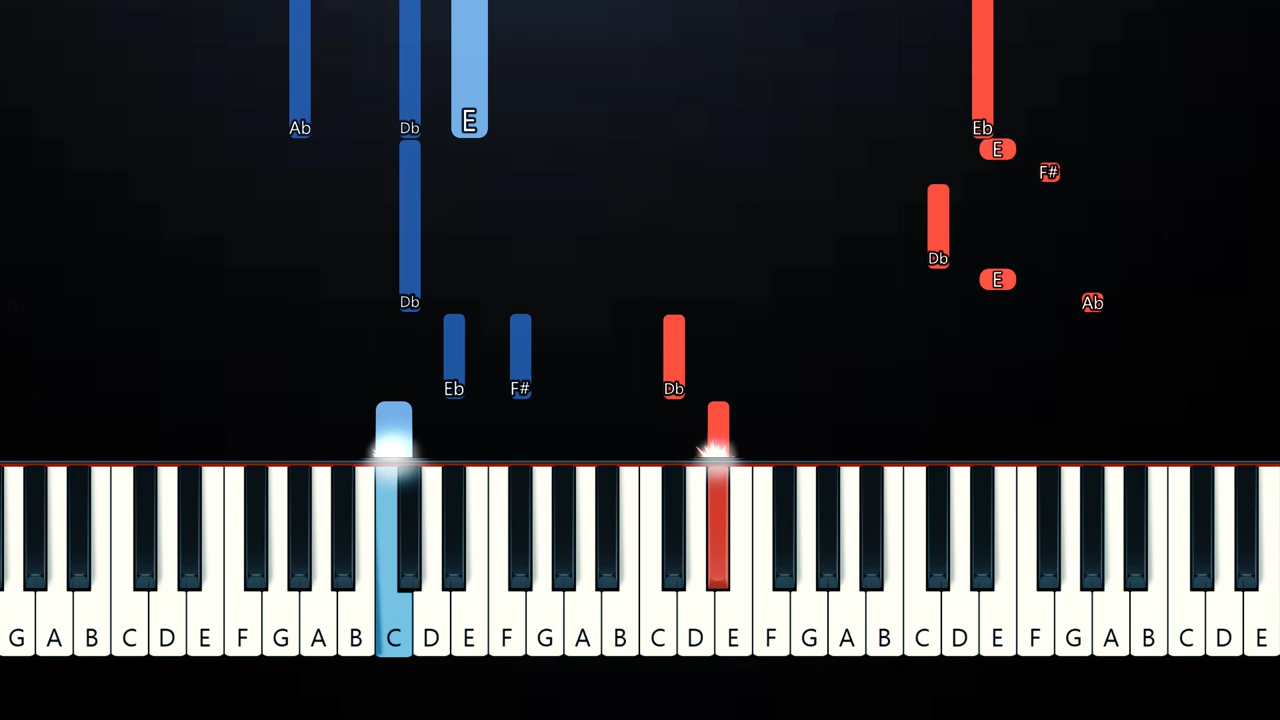 Ab Db E Eb
E
F#
Db
E
Db Ab
Eb F# Db
G A B C D E F G A B C D E F G A B C D E F G A B C D E F G A B C D E